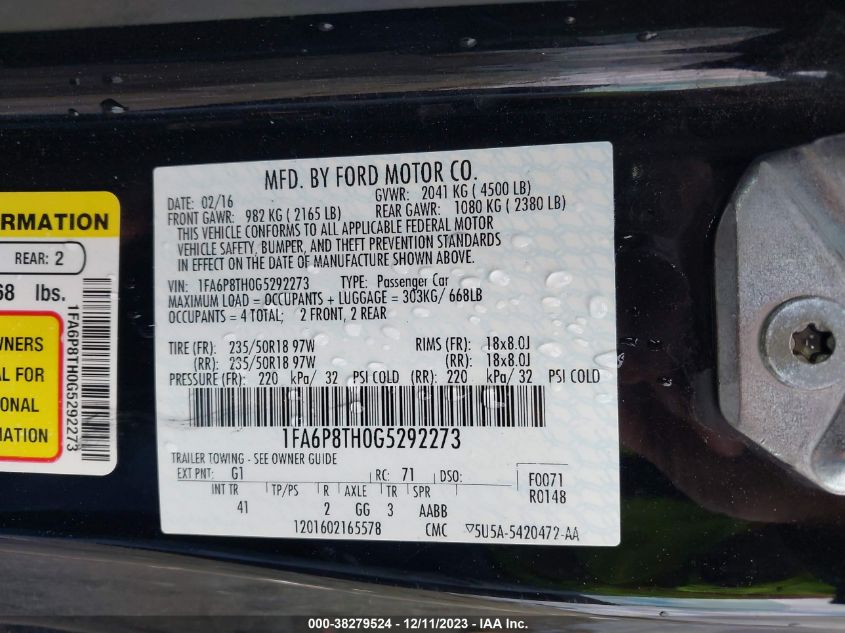 MFD. BY FORD MOTOR CO.
DATE: 02/16 GVWR: 2041 KG ( 4500 LB)
FRONT GAWR: 982 KG ( 2165 LB) REAR GAWR: 1080 KG ( 2380 LB)
THIS VEHICLE CONFORMS TO ALL APPLICABLE FEDERAL MOTOR
VEHICLE SAFETY, BUMPER, AND THEFT PREVENTION STANDARDS
IN EFFECT ON THE DATE OF MANUFACTURE SHOWN ABOVE.
VIN: 1FA6P8TH0G5292273 TYPE: Passenger Car
MAXIMUM LOAD = OCCUPANTS + LUGGAGE = 303KG/ 668LB
OCCUPANTS = 4 TOTAL; 2 FRONT, 2 REAR
TIRE (FR): 235/50R18 97W RIMS (FR): 18x8.0J
(RR): 235/50R18 97W (RR): 18x8.0J
PRESSURE (FR): 220 kPa/ 32 PSI COLD (RR): 220 kPa/ 32 PSI COLD
1FA6P8TH0G5292273
TRAILER TOWING - SEE OWNER GUIDE
EXT PNT: G1 RC: 71 DSO:
F0071
R0148
INT TR TP/PS R AXLE TR SPR
41 2 GG 3 AABB
1201602165578 CMC ▽5U5A-5420472-AA
RMATION
REAR: 2
68 lbs.
WNERS
AL FOR
ONAL
MATION
1FA6P8TH0G5292273
000-38279524 - 12/11/2023 - IAA Inc.